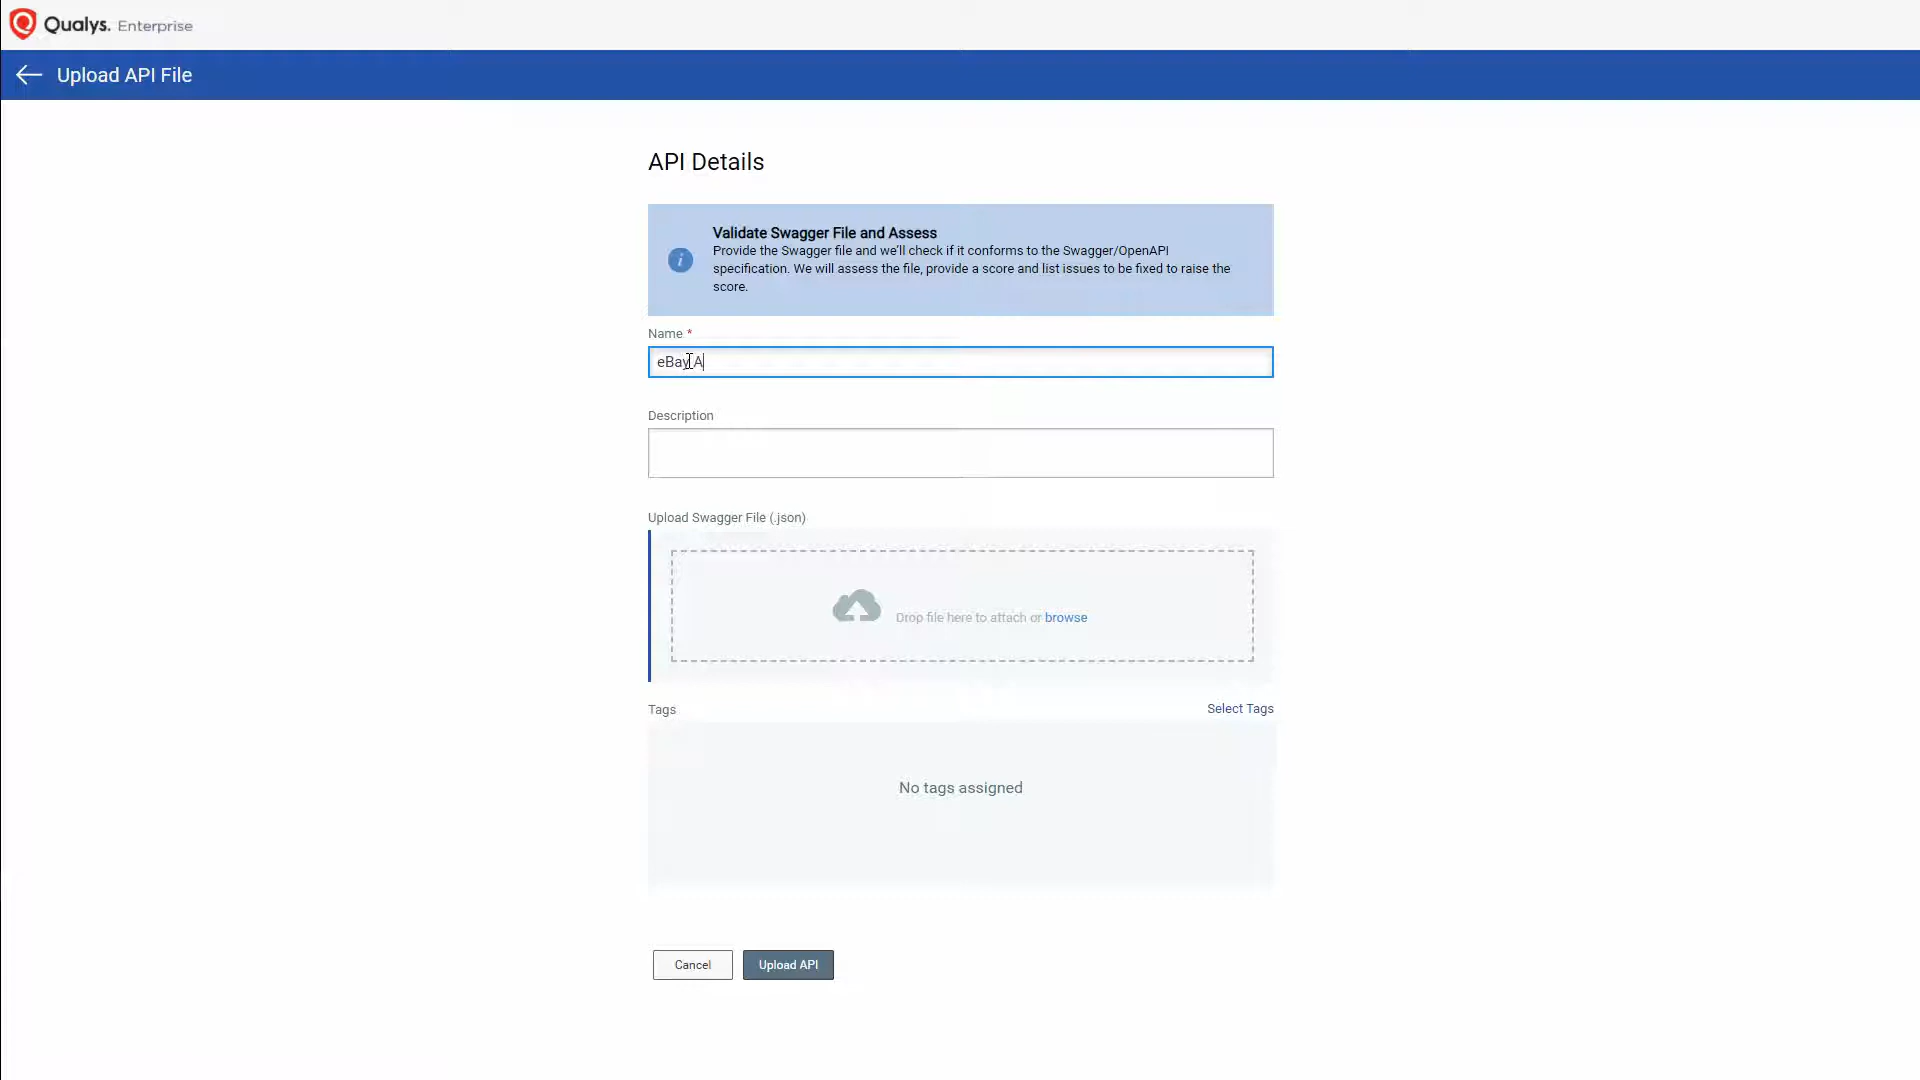 Qualys. Enterprise
Upload API File
API Details
Validate Swagger File and Assess
Provide the Swagger file and we'll check if it conforms to the Swagger/OpenAPI
specification. We will assess the file, provide a score and list issues to be fixed to raise the
score.
Name *
eBay A
Description
Upload Swagger File (.json)
Drop file here to attach or browse
Tags
Select Tags
No tags assigned
Cancel
Upload API